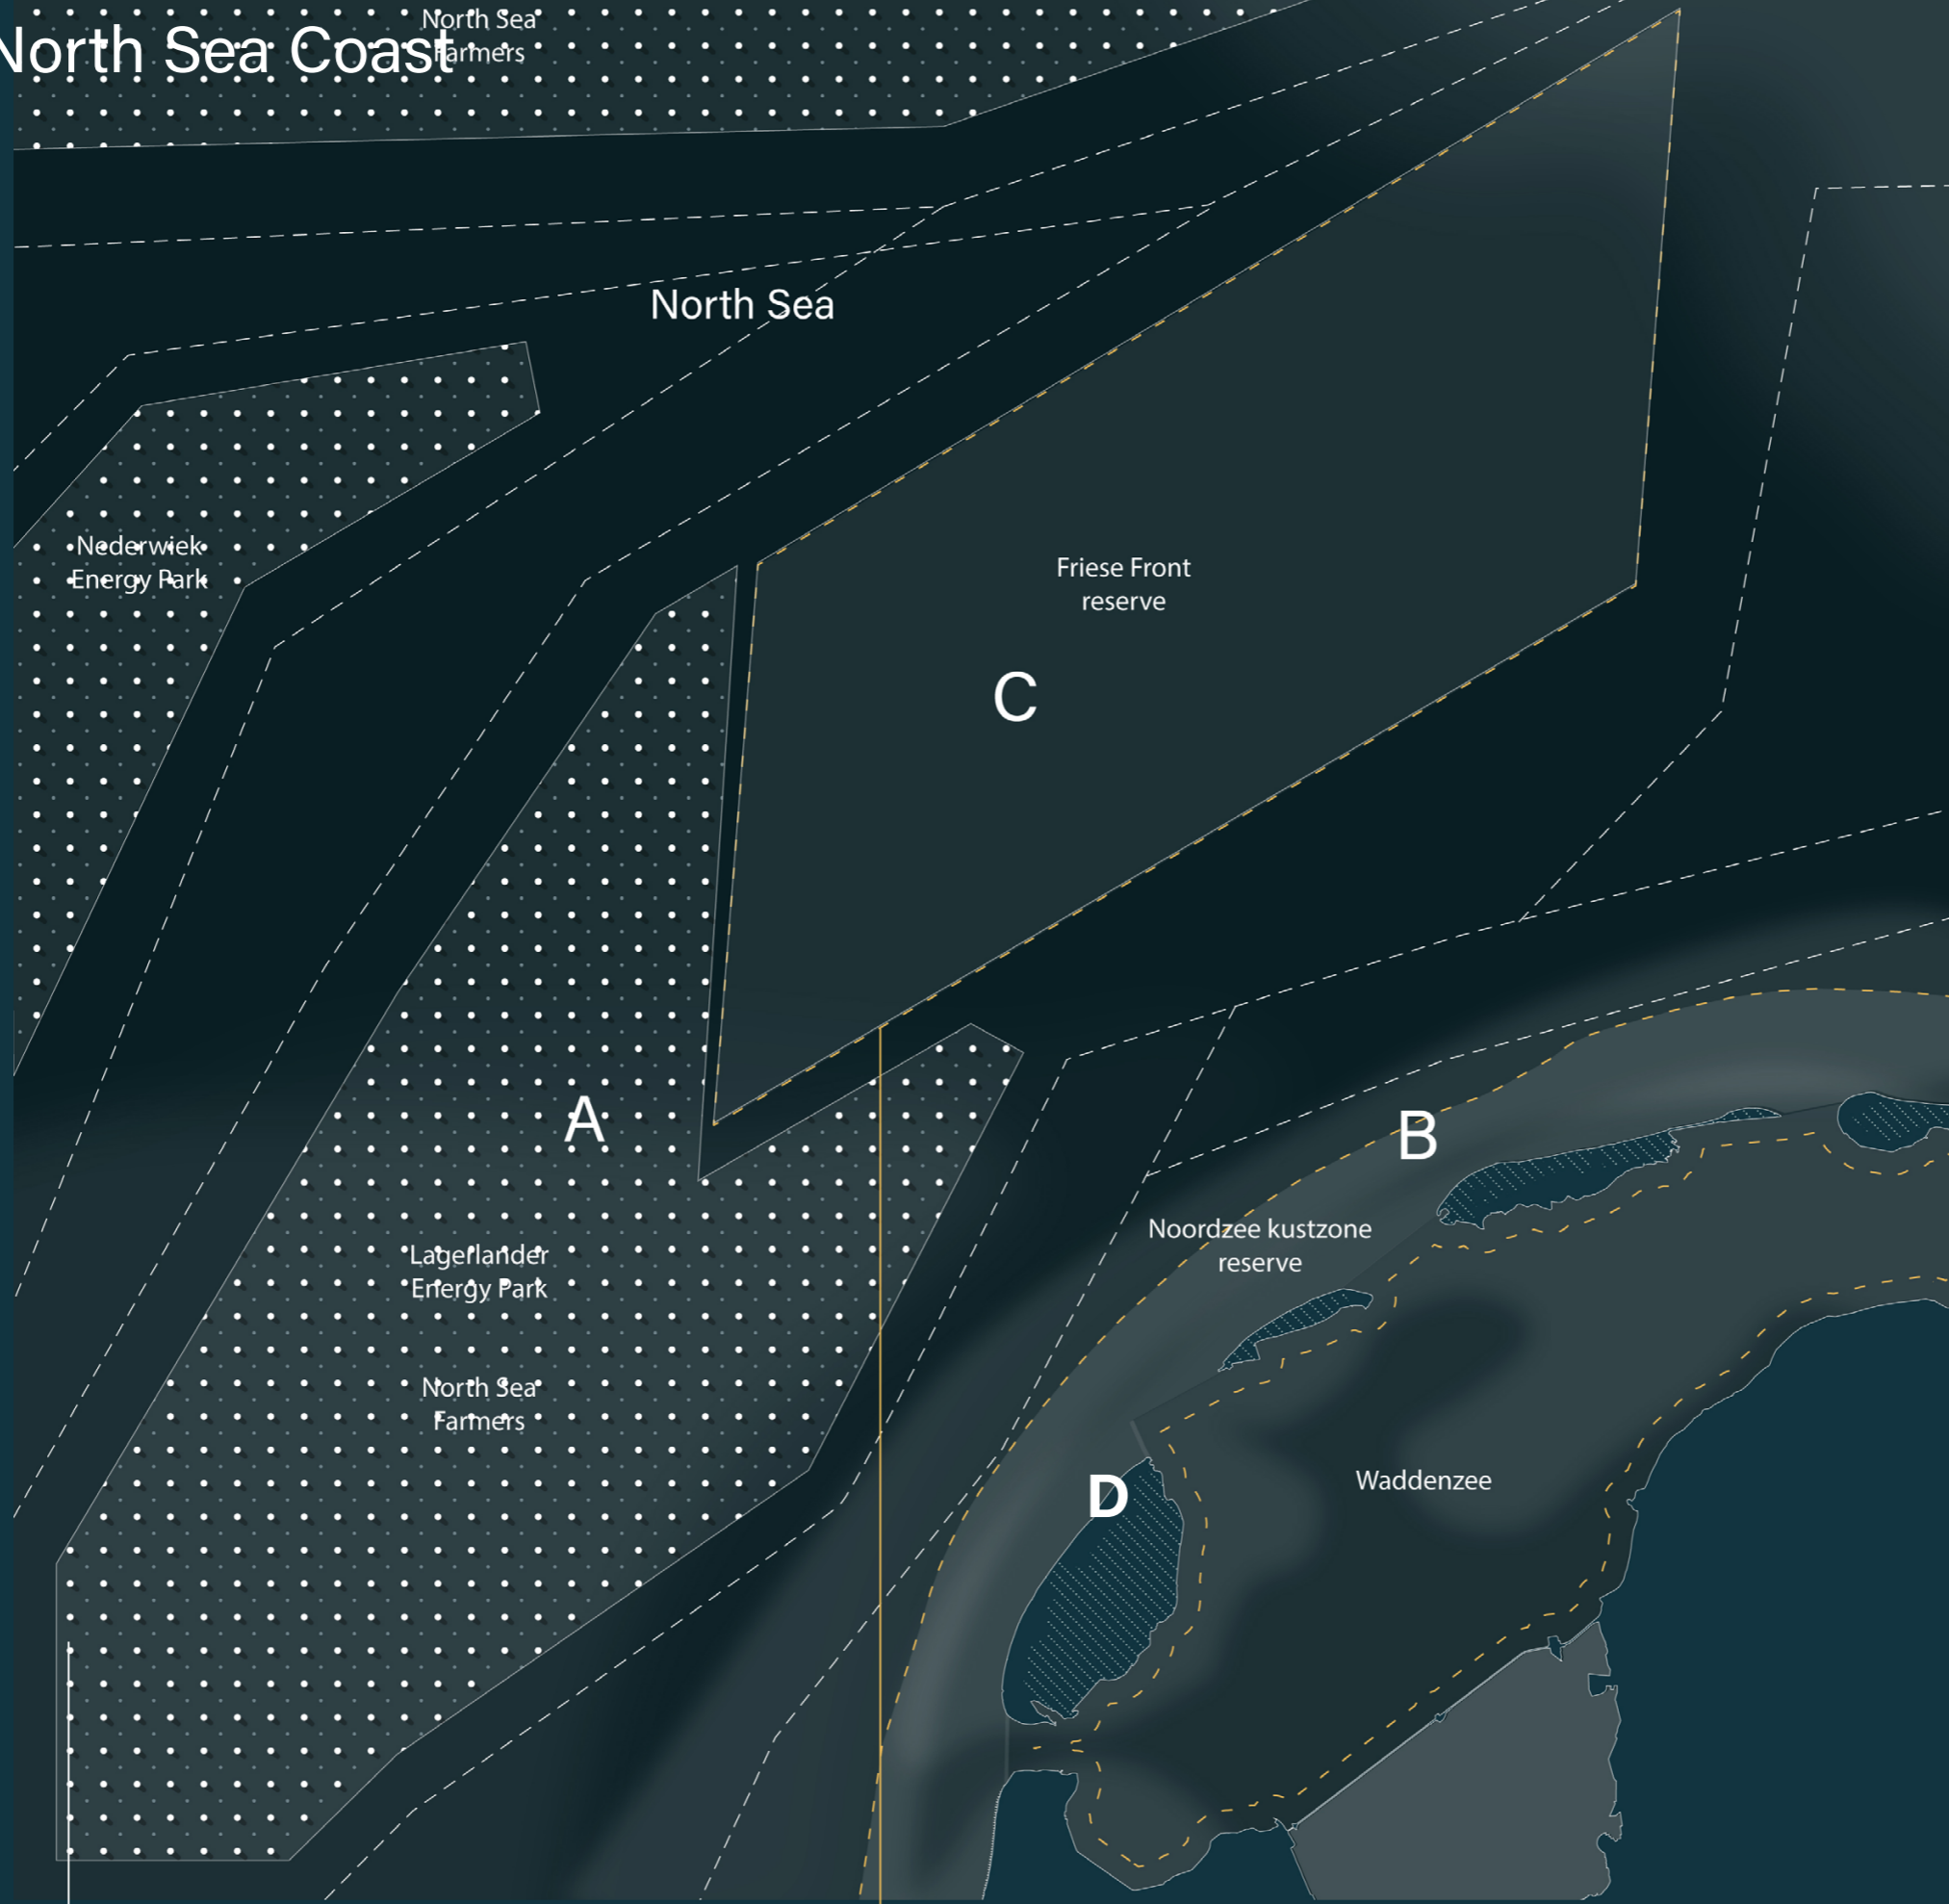 North Sea
Farmers
North Sea Coast
North Sea
Nederwiek
Energy Park
Friese Front
reserve
C
A
B
Noordzee kustzone
reserve
Lagerlander
Energy Park
North Sea
Farmers
D
Waddenzee